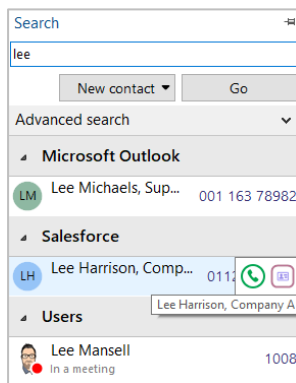 Search
lee
New contact Go
Advanced search
Microsoft Outlook
LM Lee Michaels, Sup... 001 163 78982
Salesforce
LH Lee Harrison, Comp... 011
Lee Harrison, Company A
Users
Lee Mansell 1008
In a meeting